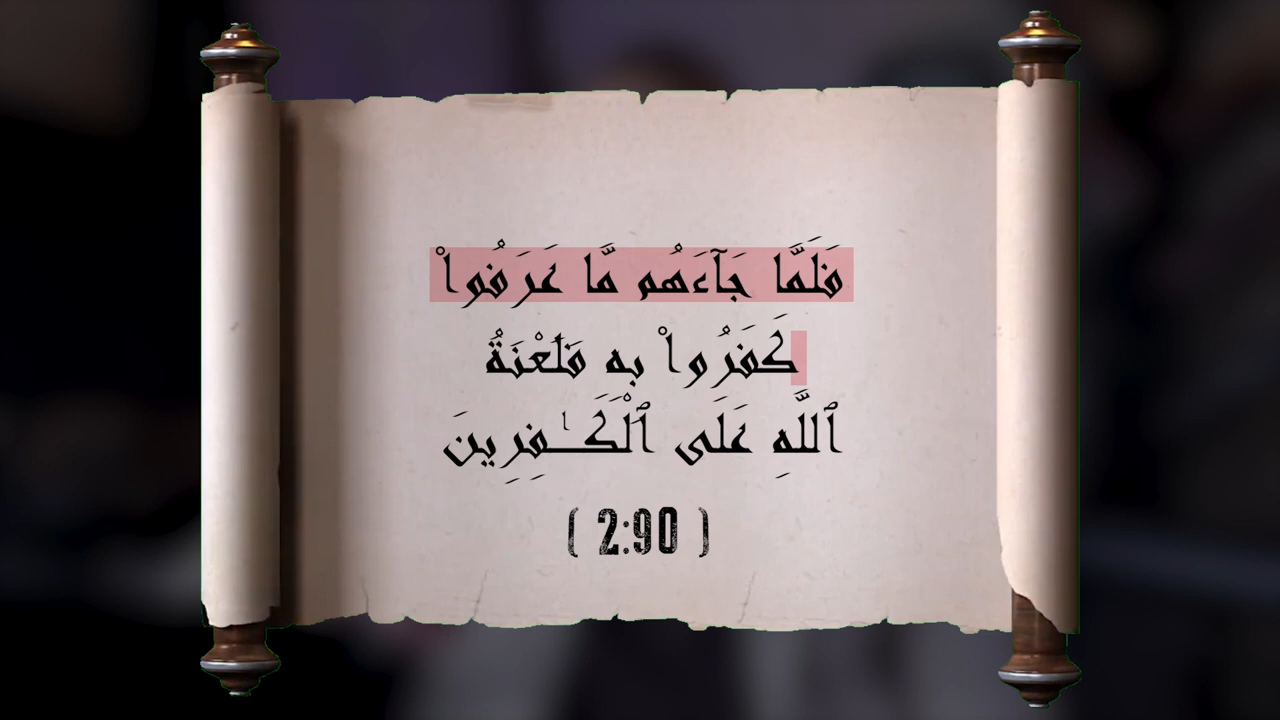 فَلَمَّا جَآءَهُم مَّا عَرَفُوا۟
كَفَرُوا۟ بِهِ فَلَعْنَةُ
ٱللَّهِ عَلَى ٱلْكَـٰفِرِينَ
( 2:90 )